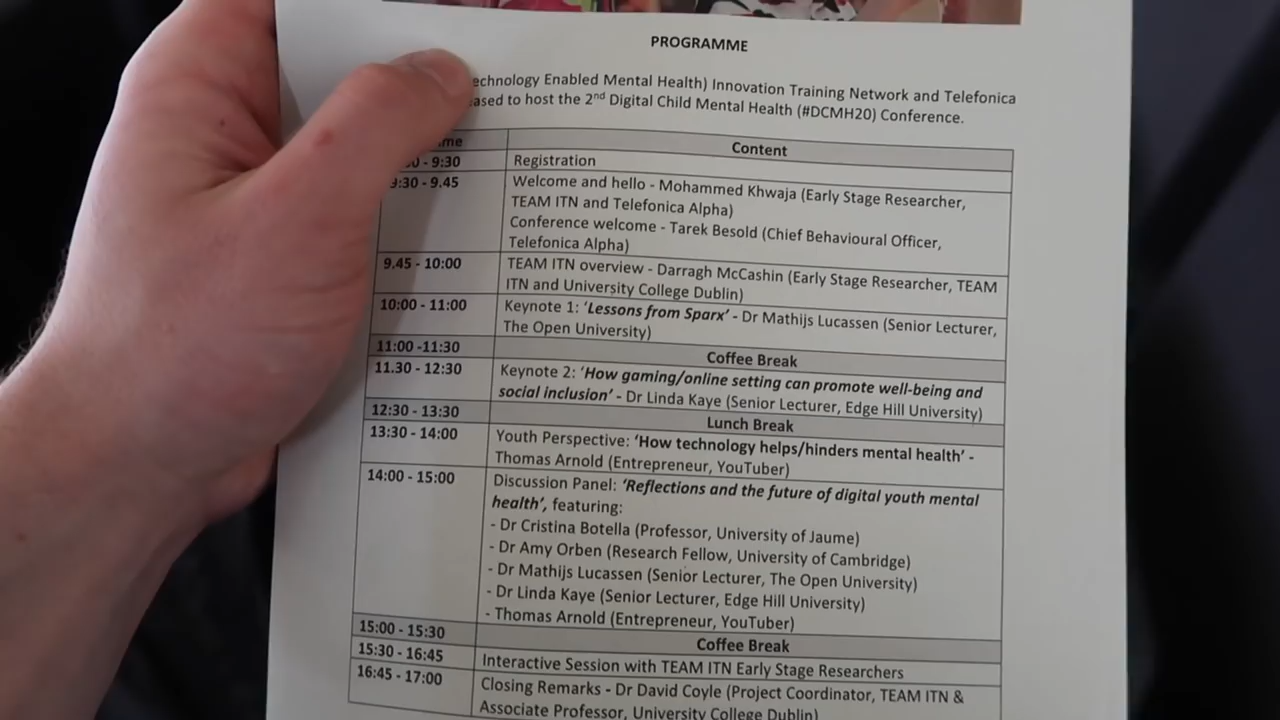 PROGRAMME
Technology Enabled Mental Health) Innovation Training Network and Telefonica
to host the 2nd Digital Child Mental Health (#DCMH20) Conference.
Content
- 9:30 Registration
9:30 - 9.45 Welcome and hello - Mohammed Khwaja (Early Stage Researcher,
TEAM ITN and Telefonica Alpha)
Conference welcome - Tarek Besold (Chief Behavioural Officer,
Telefonica Alpha)
9.45 - 10:00 TEAM ITN overview - Darragh McCashin (Early Stage Researcher, TEAM
ITN and University College Dublin)
10:00 - 11:00 Keynote 1: ‘Lessons from Sparx’ - Dr Mathijs Lucassen (Senior Lecturer,
The Open University)
11:00 -11:30 Coffee Break
11.30 - 12:30 Keynote 2: ‘How gaming/online setting can promote well-being and
social inclusion’ - Dr Linda Kaye (Senior Lecturer, Edge Hill University)
12:30 - 13:30 Lunch Break
13:30 - 14:00 Youth Perspective: ‘How technology helps/hinders mental health’ -
Thomas Arnold (Entrepreneur, YouTuber)
14:00 - 15:00 Discussion Panel: ‘Reflections and the future of digital youth mental
health’, featuring:
- Dr Cristina Botella (Professor, University of Jaume)
- Dr Amy Orben (Research Fellow, University of Cambridge)
- Dr Mathijs Lucassen (Senior Lecturer, The Open University)
- Dr Linda Kaye (Senior Lecturer, Edge Hill University)
- Thomas Arnold (Entrepreneur, YouTuber)
15:00 - 15:30 Coffee Break
15:30 - 16:45 Interactive Session with TEAM ITN Early Stage Researchers
16:45 - 17:00 Closing Remarks - Dr David Coyle (Project Coordinator, TEAM ITN &
Associate Professor, University College Dublin)